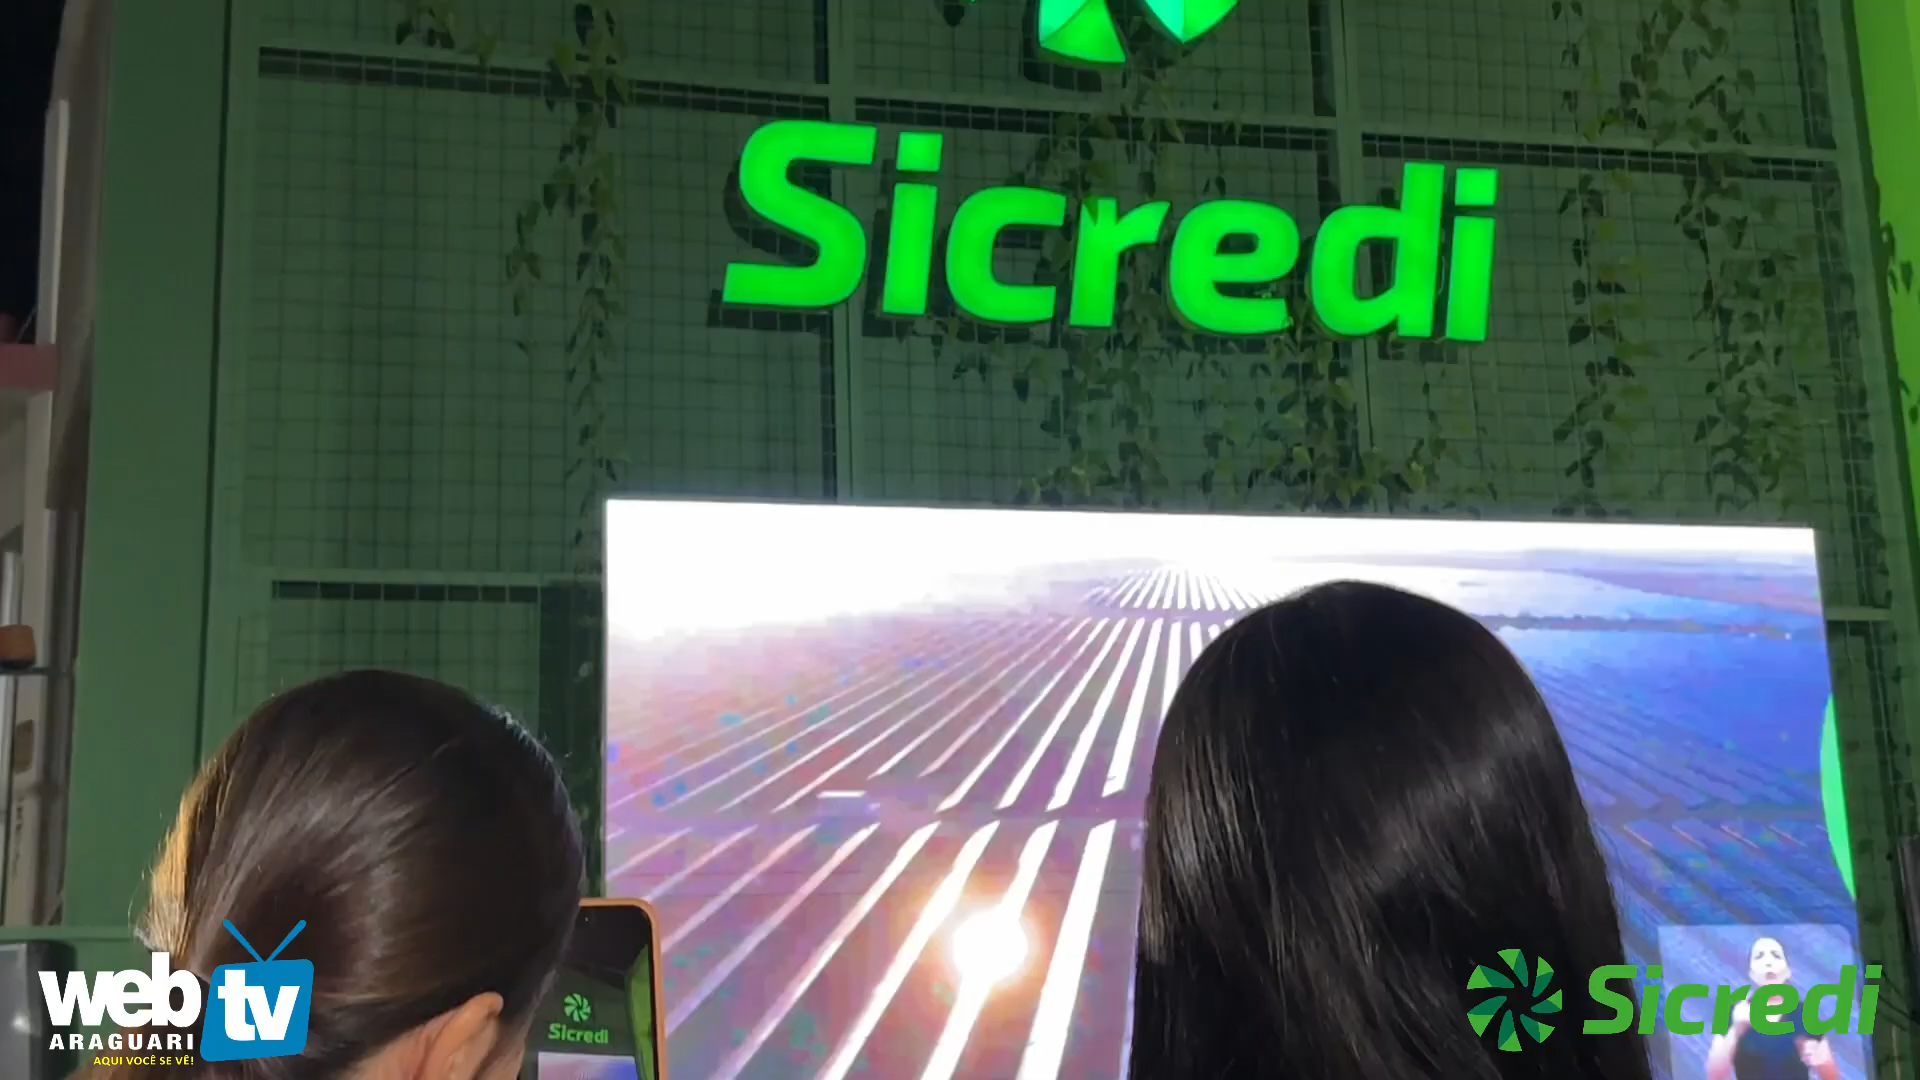 Sicredi
web tv
ARAGUARI
AQUI VOCÊ SE VÊ!
Sicredi
Sicredi